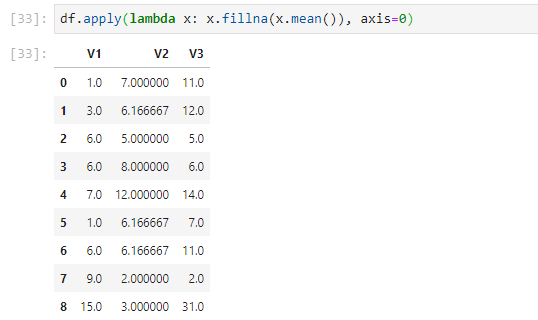 [33]: df.apply(lambda x: x.fillna(x.mean()), axis=0)
[33]: V1 V2 V3
0 1.0 7.000000 11.0
1 3.0 6.166667 12.0
2 6.0 5.000000 5.0
3 6.0 8.000000 6.0
4 7.0 12.000000 14.0
5 1.0 6.166667 7.0
6 6.0 6.166667 11.0
7 9.0 2.000000 2.0
8 15.0 3.000000 31.0